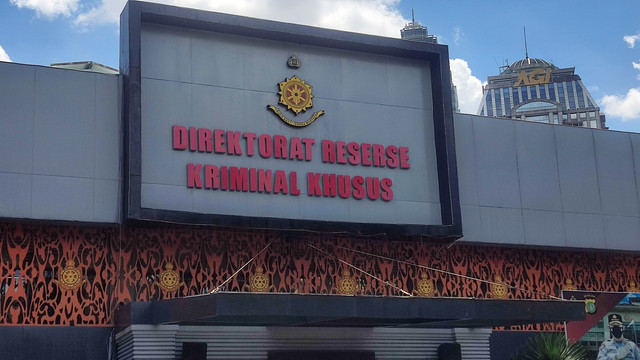 DIREKTORAT RESERSE
KRIMINAL KHUSUS
AGI